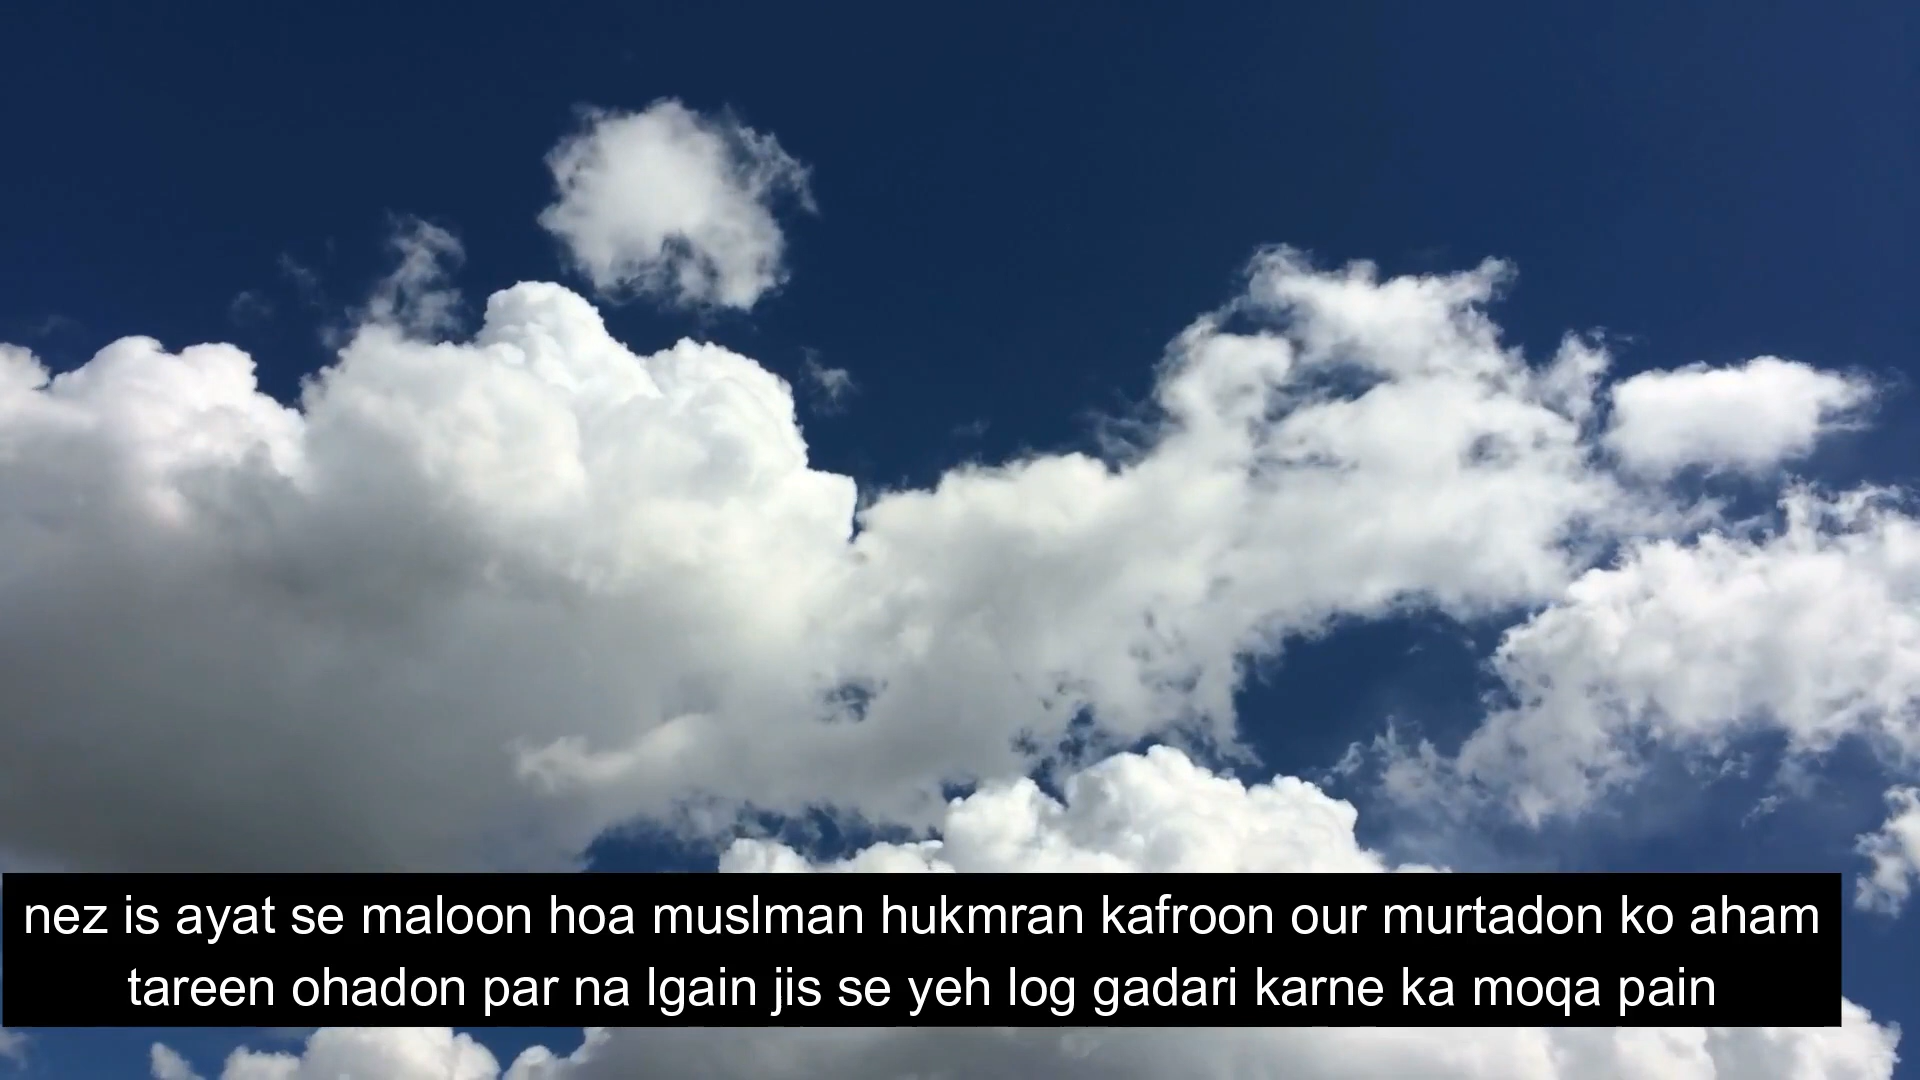 nez is ayat se maloon hoa muslman hukmran kafroon our murtadon ko aham
tareen ohadon par na lgain jis se yeh log gadari karne ka moqa pain